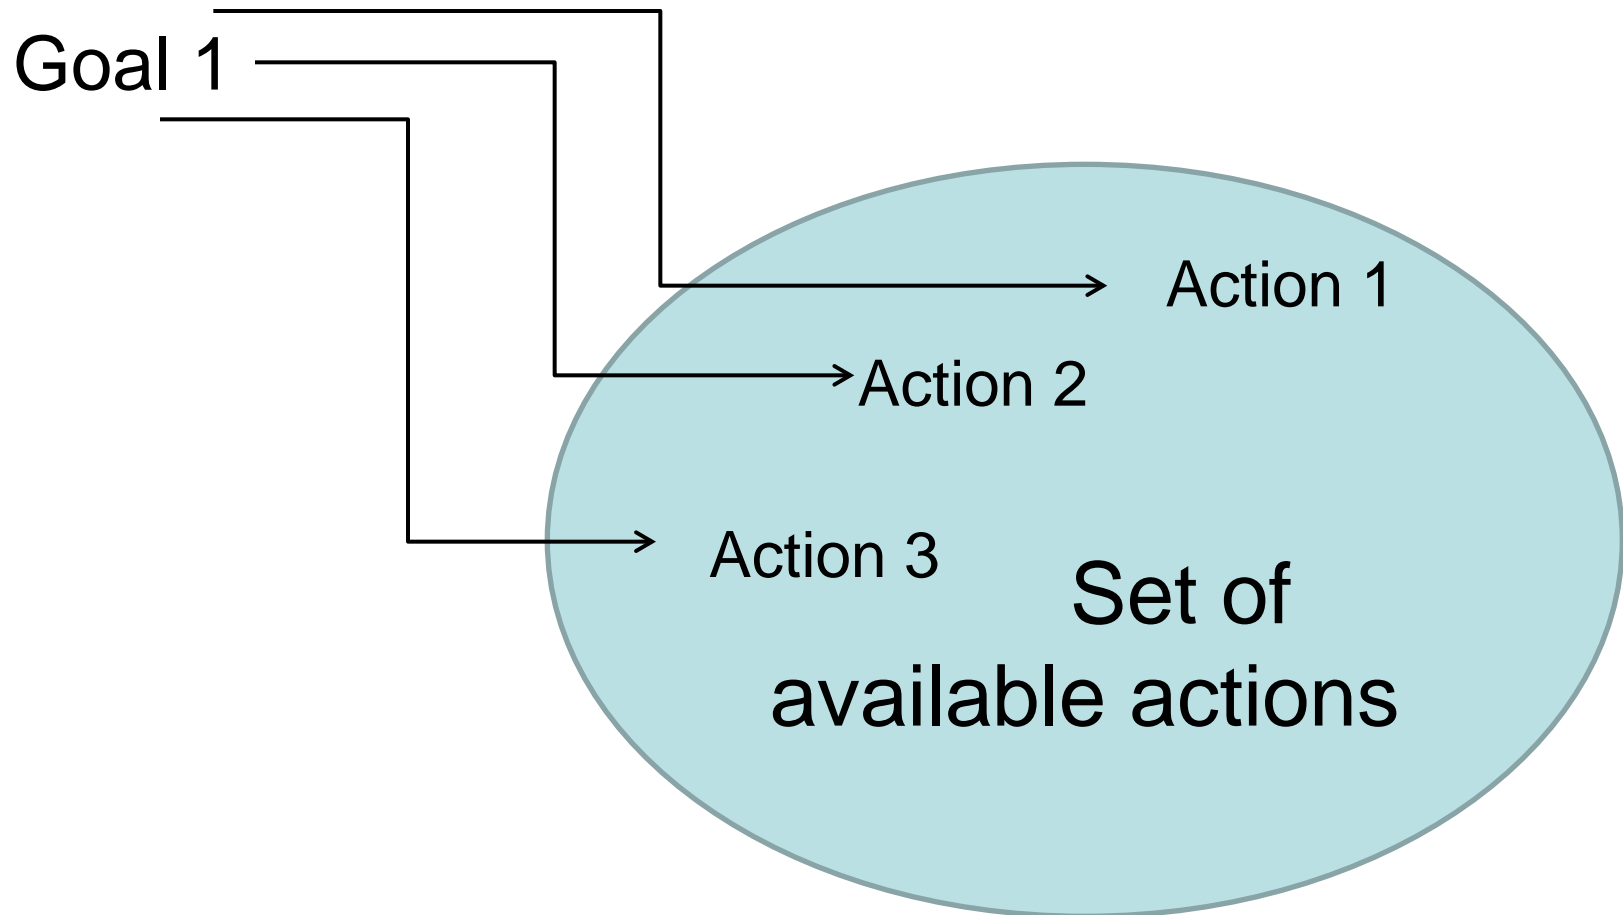 Goal 1
Action 1
Action 2
Action 3
Set of
available actions